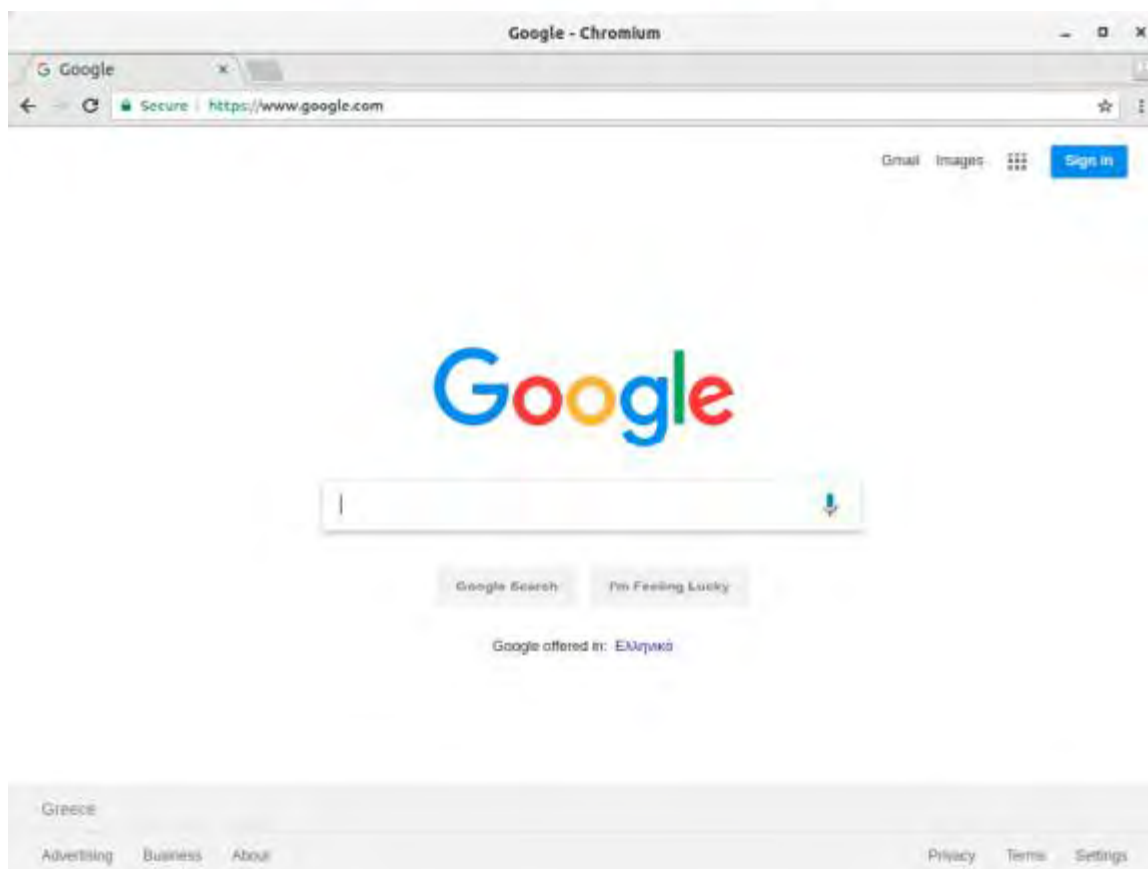 Google - Chromium
G Google
Secure https://www.google.com
Gmail Images Sign in
Google
Google Search I'm Feeling Lucky
Google offered in: Ελληνικά
Greece
Advertising Business About Privacy Terms Settings